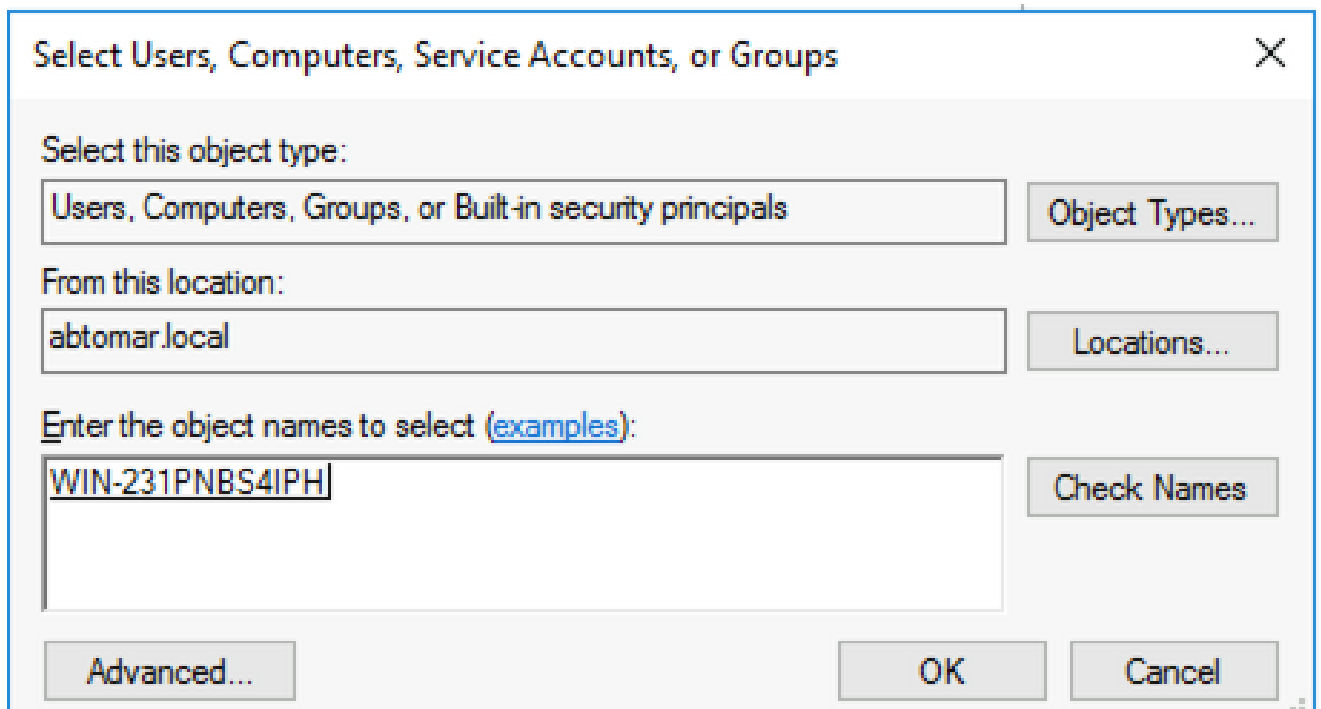 Select Users, Computers, Service Accounts, or Groups
Select this object type:
Users, Computers, Groups, or Built-in security principals
Object Types...
From this location:
abtomar.local
Locations...
Enter the object names to select (examples):
WIN-231PNBS4IPH
Check Names
Advanced...
OK
Cancel